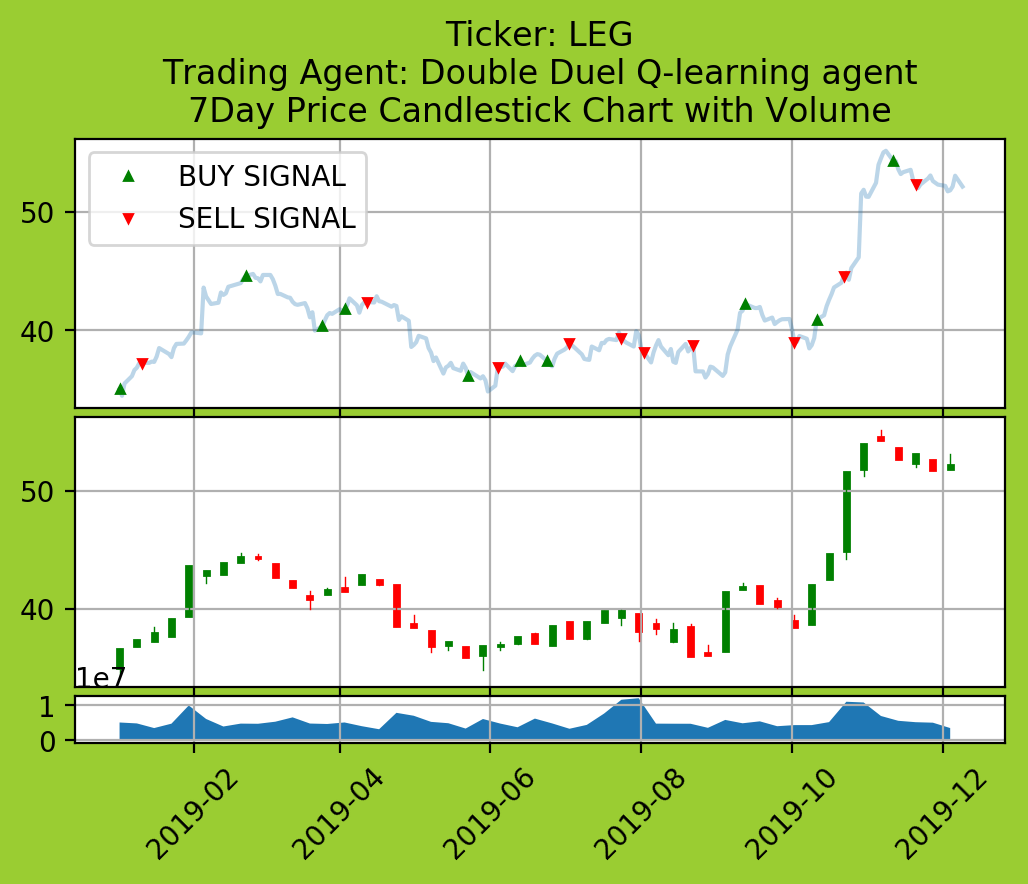 Ticker: LEG
Trading Agent: Double Duel Q-learning agent
7Day Price Candlestick Chart with Volume
BUY SIGNAL
SELL SIGNAL
50
40
50
40
1e7
1
0
2019-02
2019-04
2019-06
2019-08
2019-10
2019-12